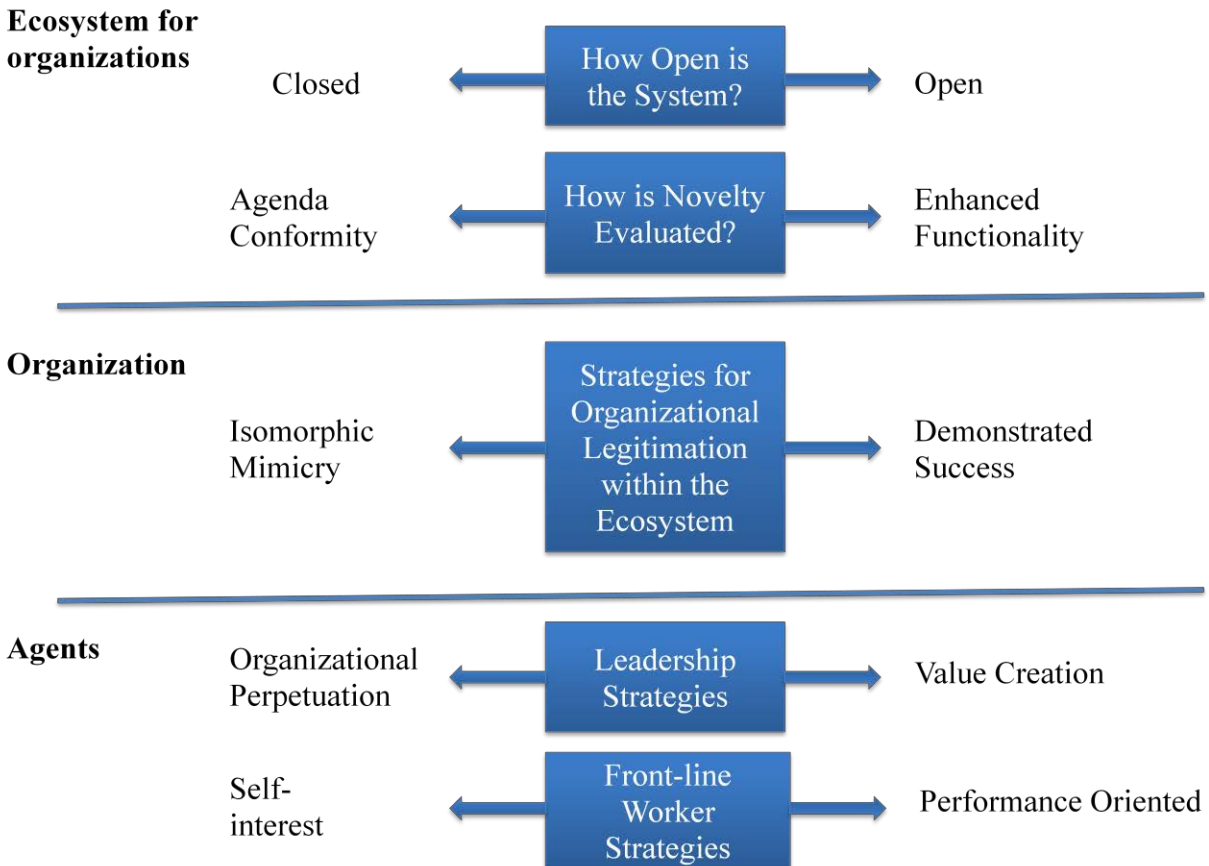 Ecosystem for
organizations
Closed
How Open is
the System?
Open
Agenda
Conformity
How is Novelty
Evaluated?
Enhanced
Functionality
Organization
Isomorphic
Mimicry
Strategies for
Organizational
Legitimation
within the
Ecosystem
Demonstrated
Success
Agents
Organizational
Perpetuation
Leadership
Strategies
Value Creation
Self-
interest
Front-line
Worker
Strategies
Performance Oriented